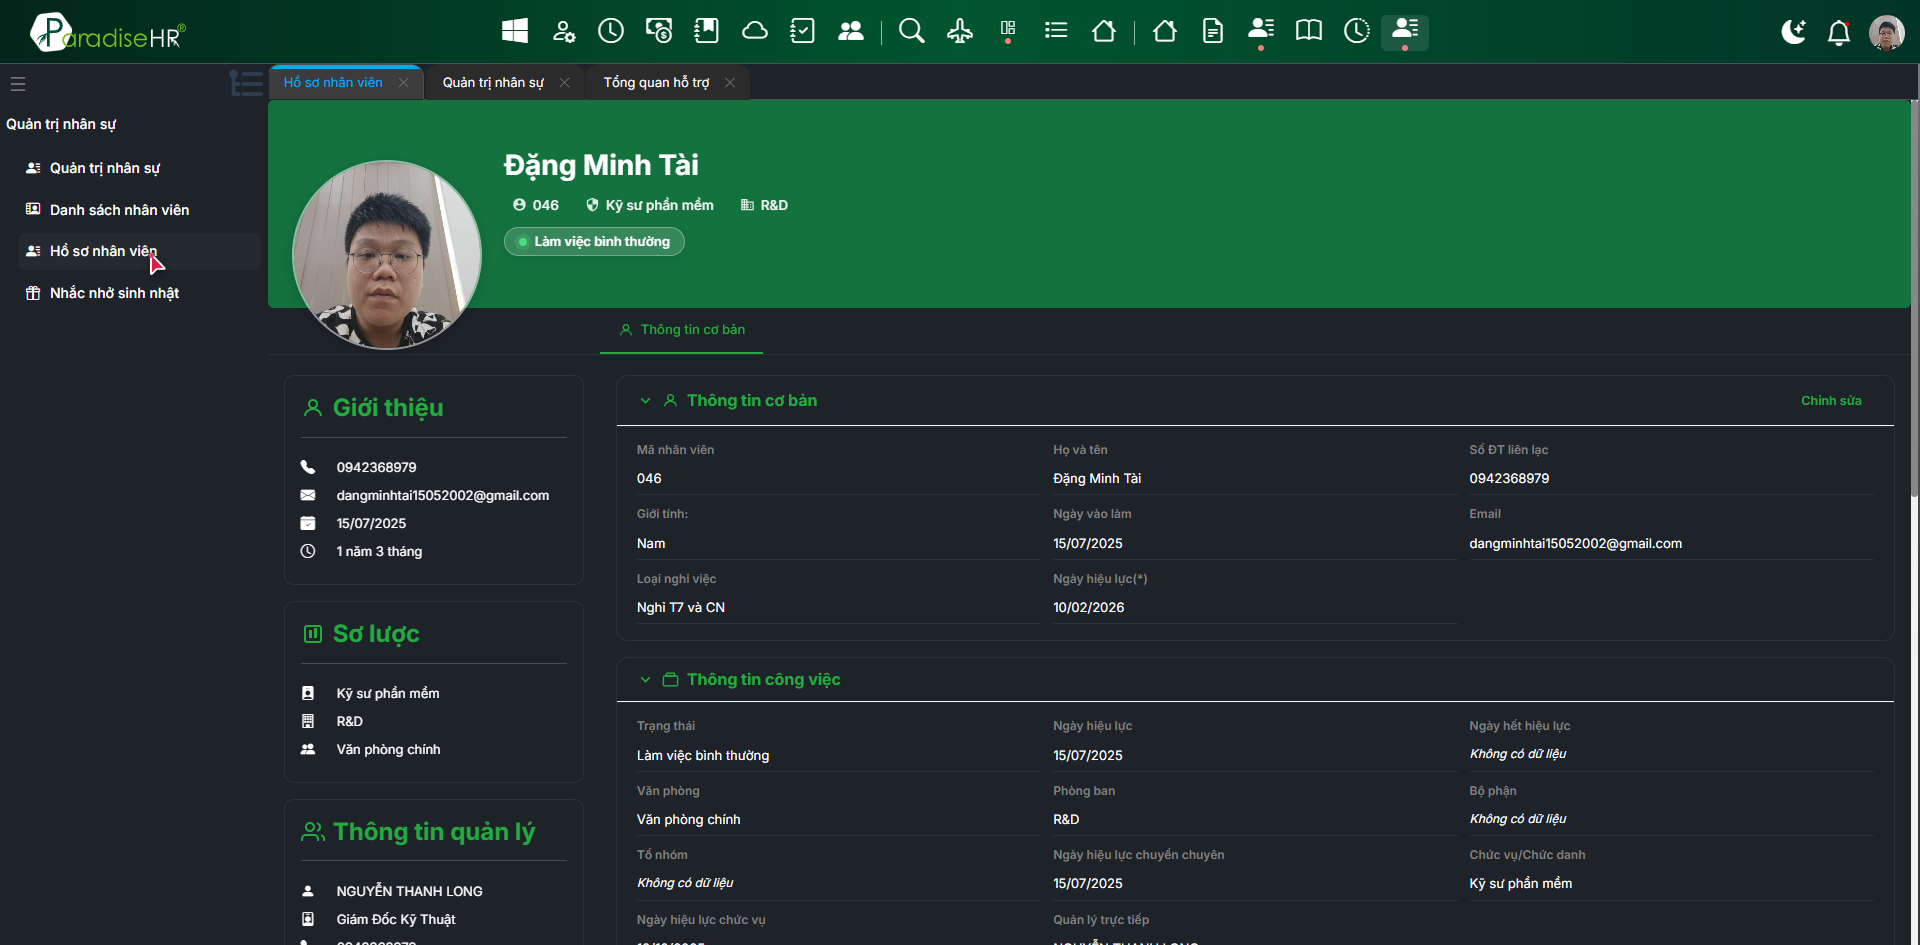 ParadiseHR®
Hồ sơ nhân viên
Quản trị nhân sự
Tổng quan hỗ trợ
Quản trị nhân sự
Quản trị nhân sự
Danh sách nhân viên
Hồ sơ nhân viên
Nhắc nhở sinh nhật
Đặng Minh Tài
046 Kỹ sư phần mềm R&D
Làm việc bình thường
Thông tin cơ bản
Giới thiệu
0942368979
dangminhtai15052002@gmail.com
15/07/2025
1 năm 3 tháng
Sơ lược
Kỹ sư phần mềm
R&D
Văn phòng chính
Thông tin quản lý
NGUYỄN THANH LONG
Giám Đốc Kỹ Thuật
Thông tin cơ bản
Chỉnh sửa
Mã nhân viên Họ và tên Số ĐT liên lạc
046 Đặng Minh Tài 0942368979
Giới tính: Ngày vào làm Email
Nam 15/07/2025 dangminhtai15052002@gmail.com
Loại nghỉ việc Ngày hiệu lực(*)
Nghỉ T7 và CN 10/02/2026
Thông tin công việc
Trạng thái Ngày hiệu lực Ngày hết hiệu lực
Làm việc bình thường 15/07/2025 Không có dữ liệu
Văn phòng Phòng ban Bộ phận
Văn phòng chính R&D Không có dữ liệu
Tổ nhóm Ngày hiệu lực chuyển chuyên Chức vụ/Chức danh
Không có dữ liệu 15/07/2025 Kỹ sư phần mềm
Ngày hiệu lực chức vụ Quản lý trực tiếp
NGUYỄN THANH LONG